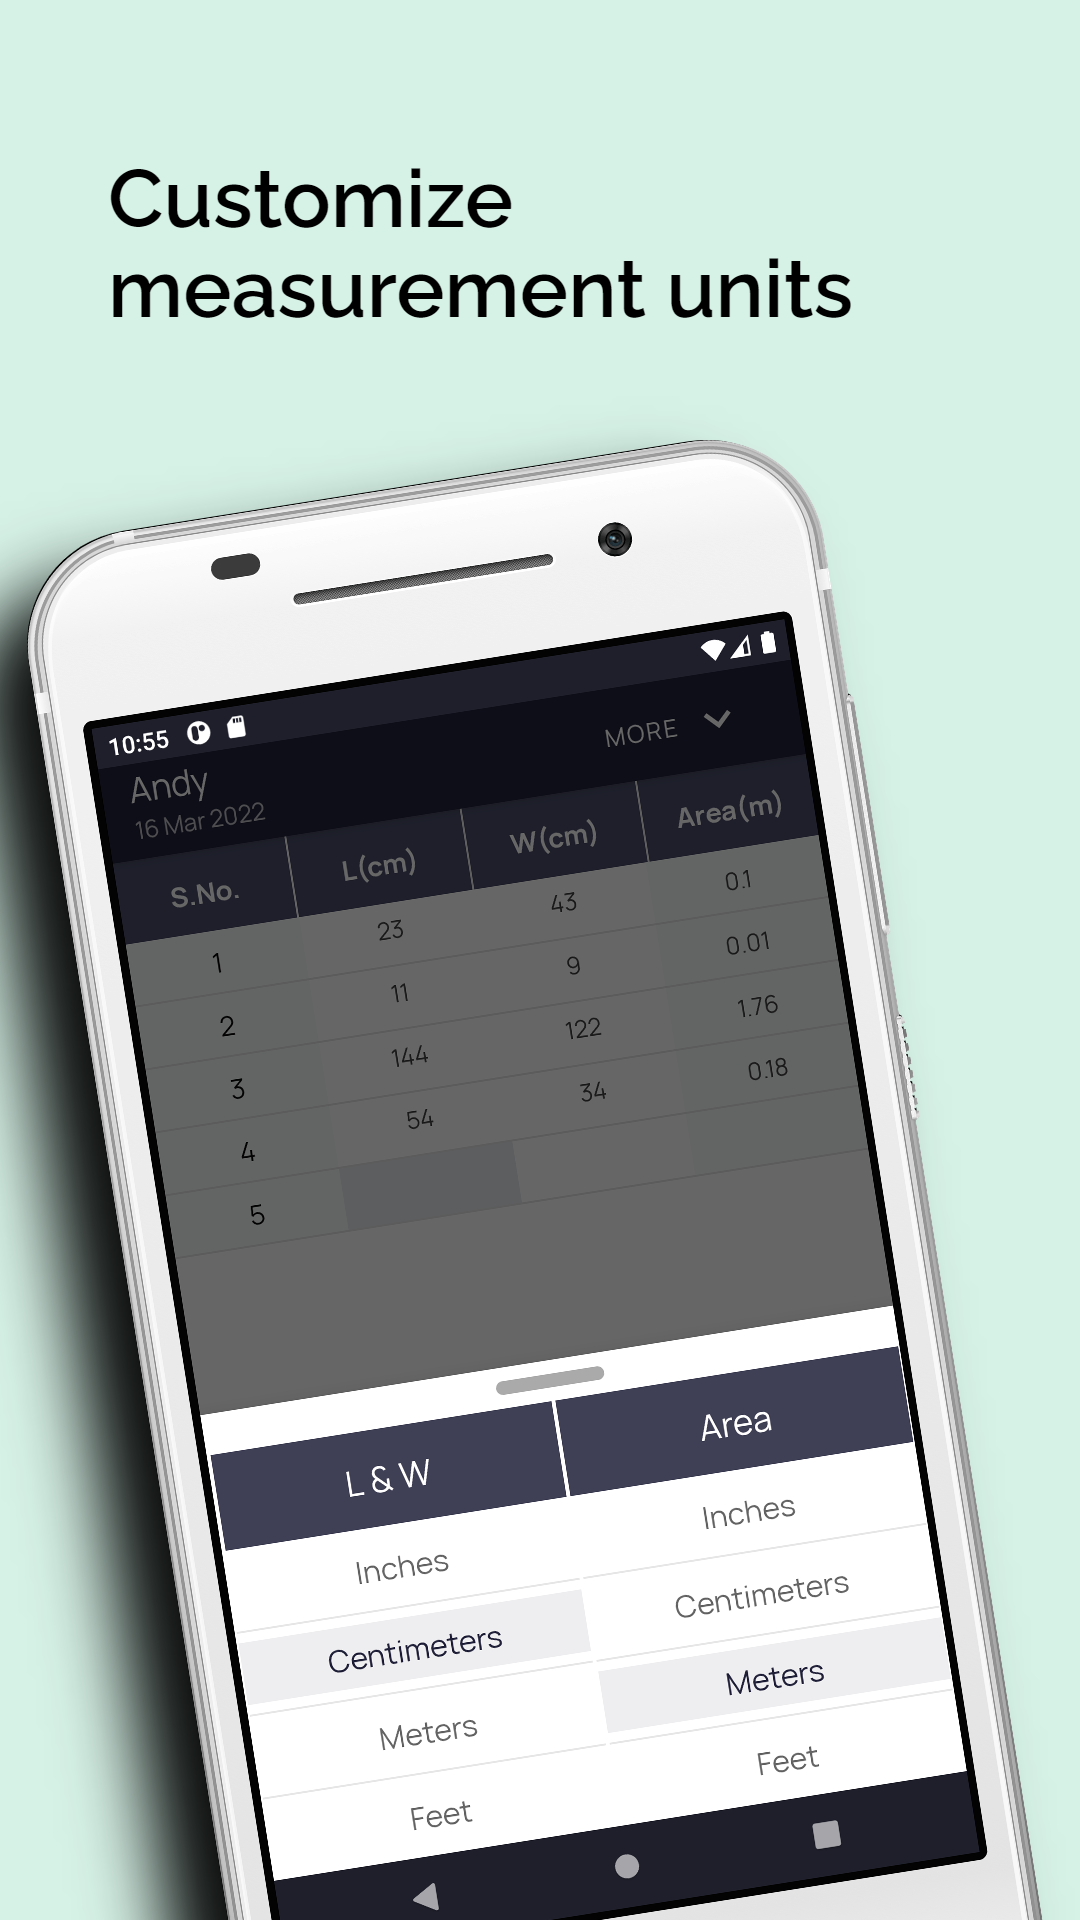 Customize
measurement units
10:55
Andy
MORE
16 Mar 2022
S.No. L(cm) W(cm) Area(m)
1 23 43 0.1
2 11 9 0.01
3 144 122 1.76
4 54 34 0.18
5
L & W Area
Inches Inches
Centimeters Centimeters
Meters Meters
Feet Feet